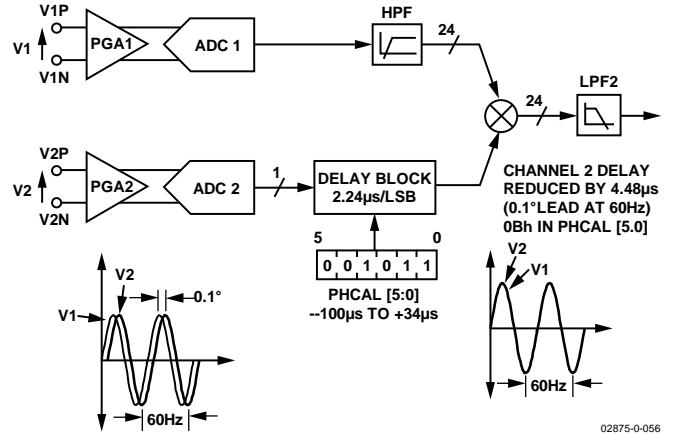 HPF
V1P
V1
V1N
PGA1
ADC 1
24
LPF2
24
V2P
V2
V2N
PGA2
ADC 2
1
DELAY BLOCK
2.24µs/LSB
CHANNEL 2 DELAY
REDUCED BY 4.48µs
(0.1°LEAD AT 60Hz)
0Bh IN PHCAL [5.0]
5 0
0 0 1 0 1 1
PHCAL [5:0]
--100µs TO +34µs
V2
V1
0.1°
60Hz
V2
V1
60Hz
02875-0-056